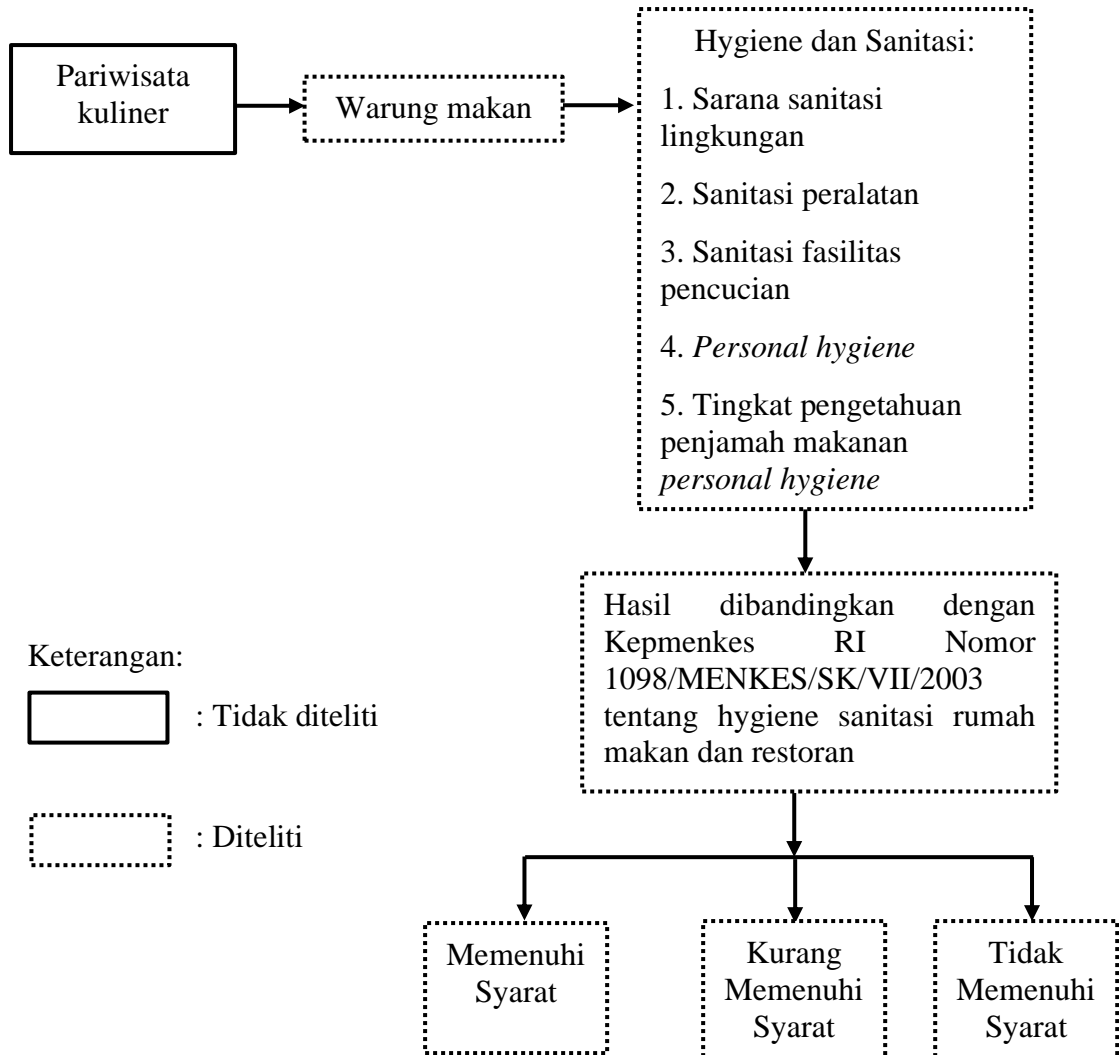 Pariwisata
kuliner
Warung makan
Hygiene dan Sanitasi:
1. Sarana sanitasi
lingkungan
2. Sanitasi peralatan
3. Sanitasi fasilitas
pencucian
4. Personal hygiene
5. Tingkat pengetahuan
penjamah makanan
personal hygiene
Hasil dibandingkan dengan
Kepmenkes RI Nomor
1098/MENKES/SK/VII/2003
tentang hygiene sanitasi rumah
makan dan restoran
Keterangan:
: Tidak diteliti
: Diteliti
Memenuhi
Syarat
Kurang
Memenuhi
Syarat
Tidak
Memenuhi
Syarat